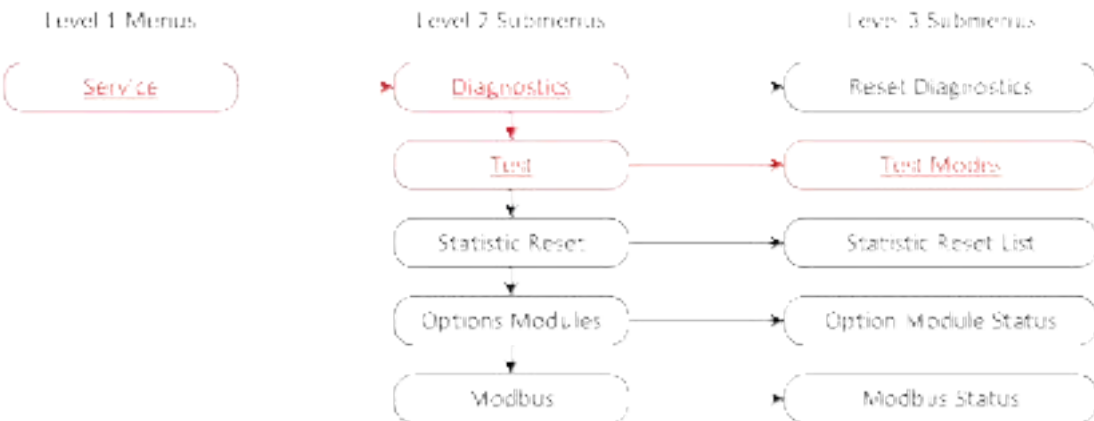 Level 1 Menus Level 2 Submenus Level 3 Submenus
Service Diagnostics Reset Diagnostics
Test Test Modes
Statistic Reset Statistic Reset List
Options Modules Option Module Status
Modbus Modbus Status